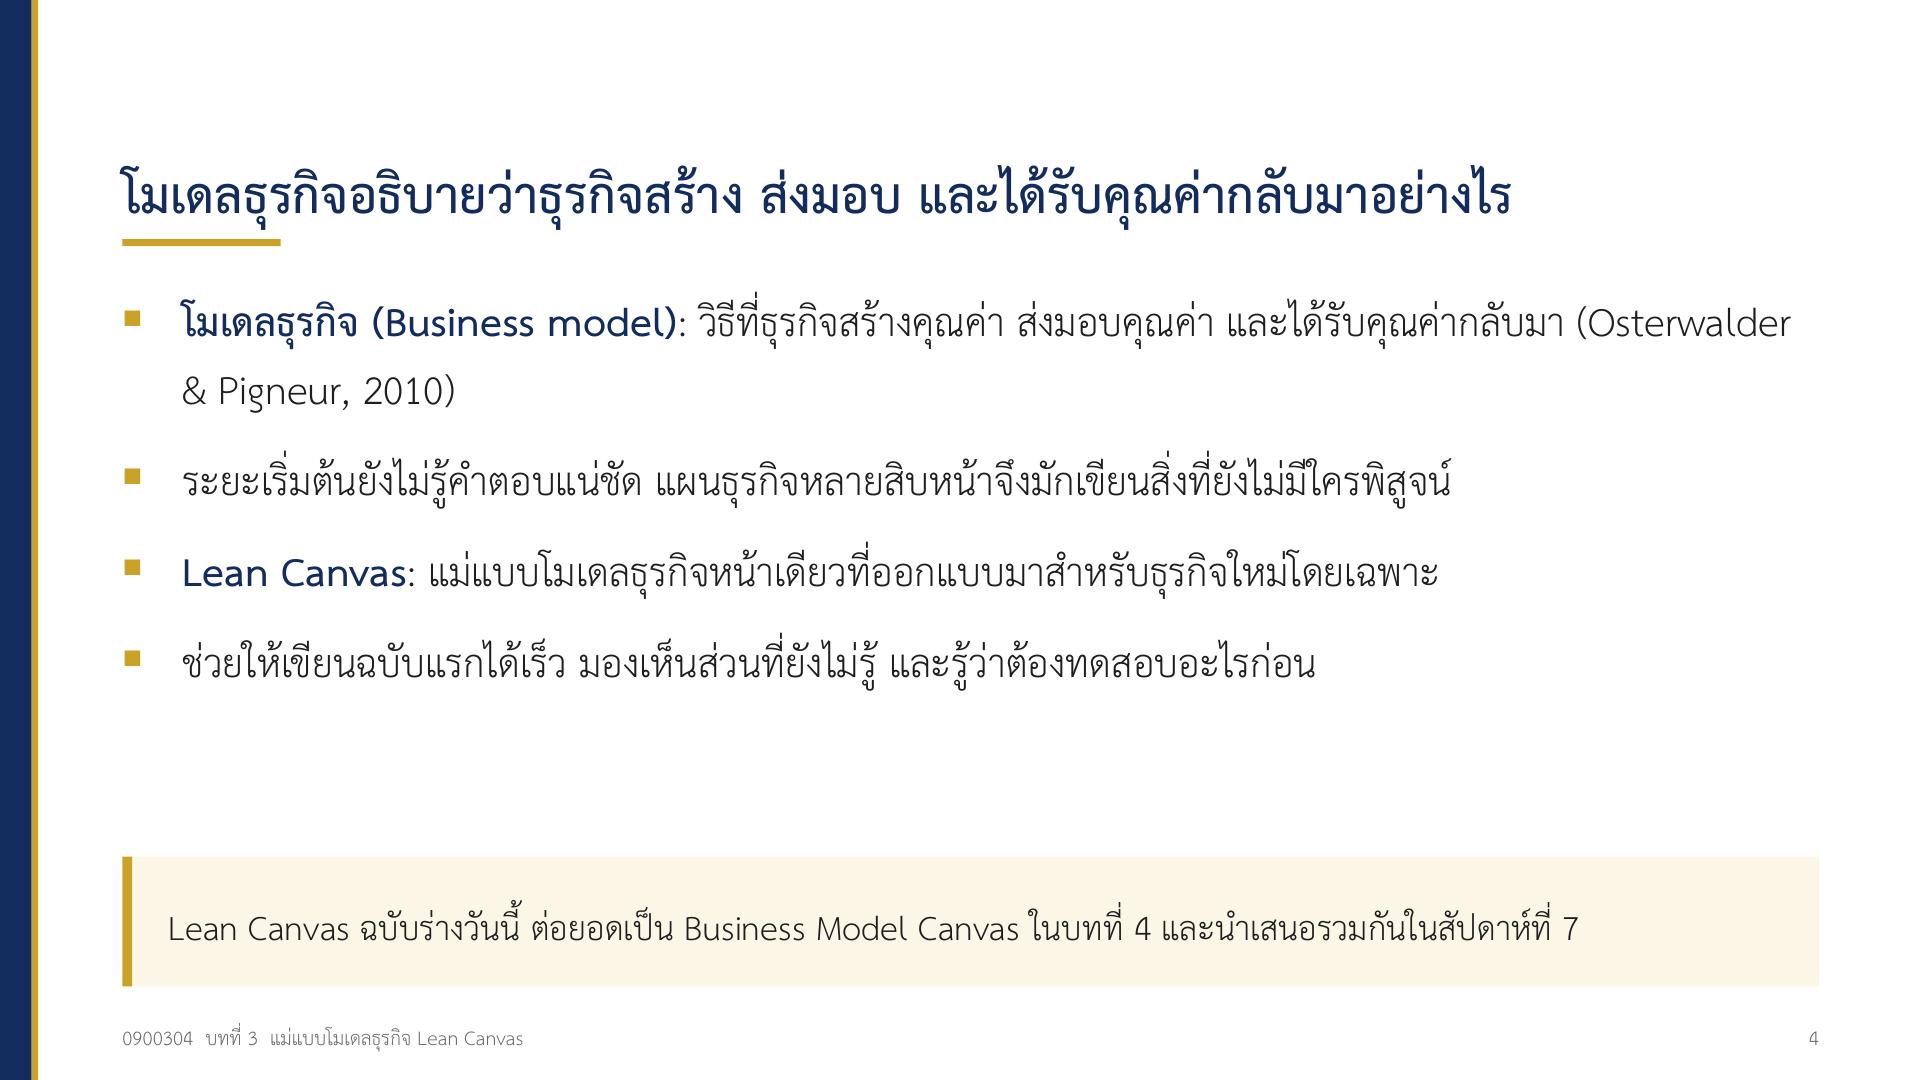 โมเดลธุรกิจอธิบายว่าธุรกิจสร้าง ส่งมอบ และได้รับคุณค่ากลับมาอย่างไร
โมเดลธุรกิจ (Business model): วิธีที่ธุรกิจสร้างคุณค่า ส่งมอบคุณค่า และได้รับคุณค่ากลับมา (Osterwalder
& Pigneur, 2010)
ระยะเริ่มต้นยังไม่รู้คำตอบแน่ชัด แผนธุรกิจหลายสิบหน้าจึงมักเขียนสิ่งที่ยังไม่มีใครพิสูจน์
Lean Canvas: แม่แบบโมเดลธุรกิจหน้าเดียวที่ออกแบบมาสำหรับธุรกิจใหม่โดยเฉพาะ
ช่วยให้เขียนฉบับแรกได้เร็ว มองเห็นส่วนที่ยังไม่รู้ และรู้ว่าต้องทดสอบอะไรก่อน
Lean Canvas ฉบับร่างวันนี้ ต่อยอดเป็น Business Model Canvas ในบทที่ 4 และนำเสนอรวมกันในสัปดาห์ที่ 7
0900304 บทที่ 3 แม่แบบโมเดลธุรกิจ Lean Canvas
4